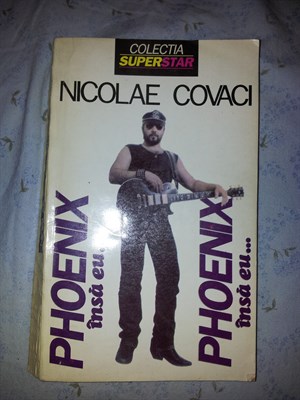 COLECTIA
SUPERSTAR
NICOLAE COVACI
PHOENIX
însă eu...
PHOENIX
însă eu...